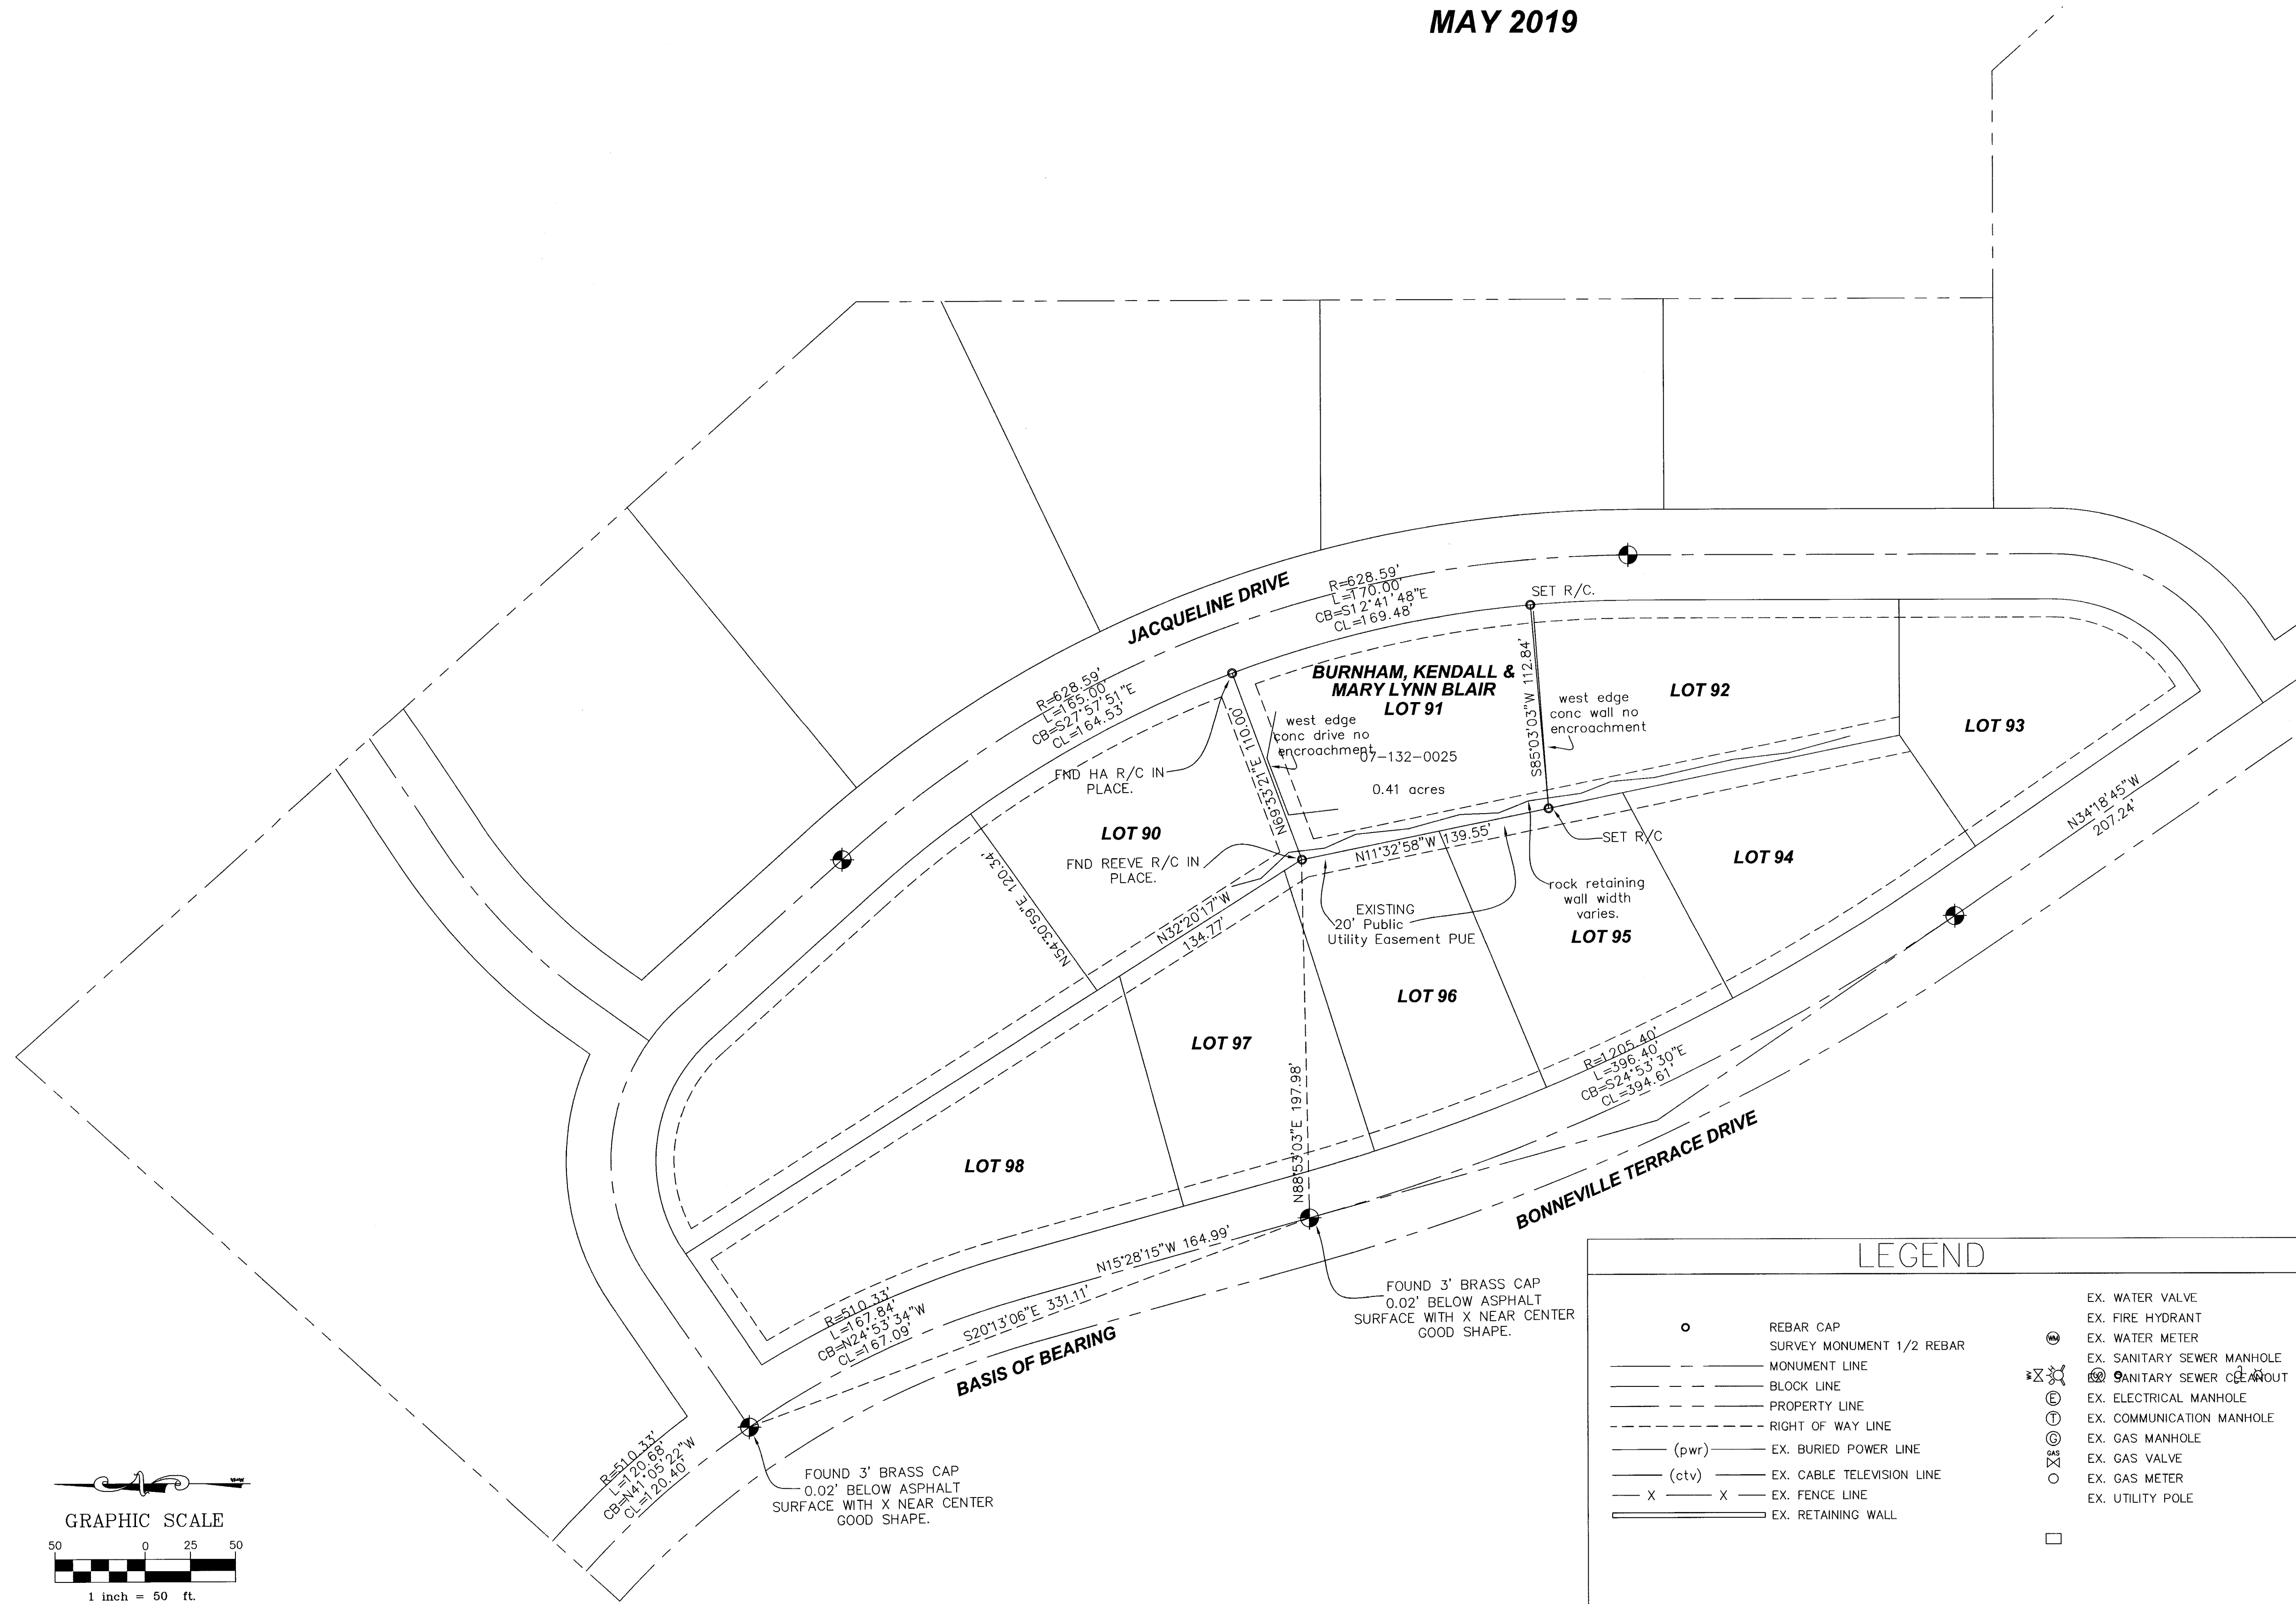 MAY 2019
JACQUELINE DRIVE
R=628.59'
L=170.00'
CB=S12°41'48"E
CL=169.48'
SET R/C.
R=628.59'
L=165.00'
CB=S27°57'51"E
CL=164.53'
BURNHAM, KENDALL &
MARY LYNN BLAIR
LOT 91
07-132-0025
0.41 acres
west edge
conc drive no
encroachment
N69°33'21"E 110.00'
S85°03'03"W 112.84'
west edge
conc wall no
encroachment
LOT 92
LOT 93
FND HA R/C IN
PLACE.
LOT 90
FND REEVE R/C IN
PLACE.
N54°30'59"E 120.34'
N32°20'17"W
134.77'
N11°32'58"W 139.55'
SET R/C
rock retaining
wall width
varies.
EXISTING
20' Public
Utility Easement PUE
LOT 94
LOT 95
LOT 96
LOT 97
LOT 98
N34°18'45"W
207.24'
N88°53'03"E 197.98'
R=1205.40'
L=396.40'
CB=S24°53'30"E
CL=394.61'
BONNEVILLE TERRACE DRIVE
N15°28'15"W 164.99'
S20°13'06"E 331.11'
BASIS OF BEARING
R=510.33'
L=167.84'
CB=N24°53'34"W
CL=167.09'
FOUND 3' BRASS CAP
0.02' BELOW ASPHALT
SURFACE WITH X NEAR CENTER
GOOD SHAPE.
R=510.33'
L=120.68'
CB=N41°05'22"W
CL=120.40'
FOUND 3' BRASS CAP
0.02' BELOW ASPHALT
SURFACE WITH X NEAR CENTER
GOOD SHAPE.
GRAPHIC SCALE
50 0 25 50
1 inch = 50 ft.
LEGEND
REBAR CAP
SURVEY MONUMENT 1/2 REBAR
MONUMENT LINE
BLOCK LINE
PROPERTY LINE
RIGHT OF WAY LINE
(pwr) EX. BURIED POWER LINE
(ctv) EX. CABLE TELEVISION LINE
X X EX. FENCE LINE
EX. RETAINING WALL
EX. WATER VALVE
EX. FIRE HYDRANT
WM EX. WATER METER
EX. SANITARY SEWER MANHOLE
EX. SANITARY SEWER CLEANOUT
E EX. ELECTRICAL MANHOLE
T EX. COMMUNICATION MANHOLE
G EX. GAS MANHOLE
GAS EX. GAS VALVE
EX. GAS METER
EX. UTILITY POLE